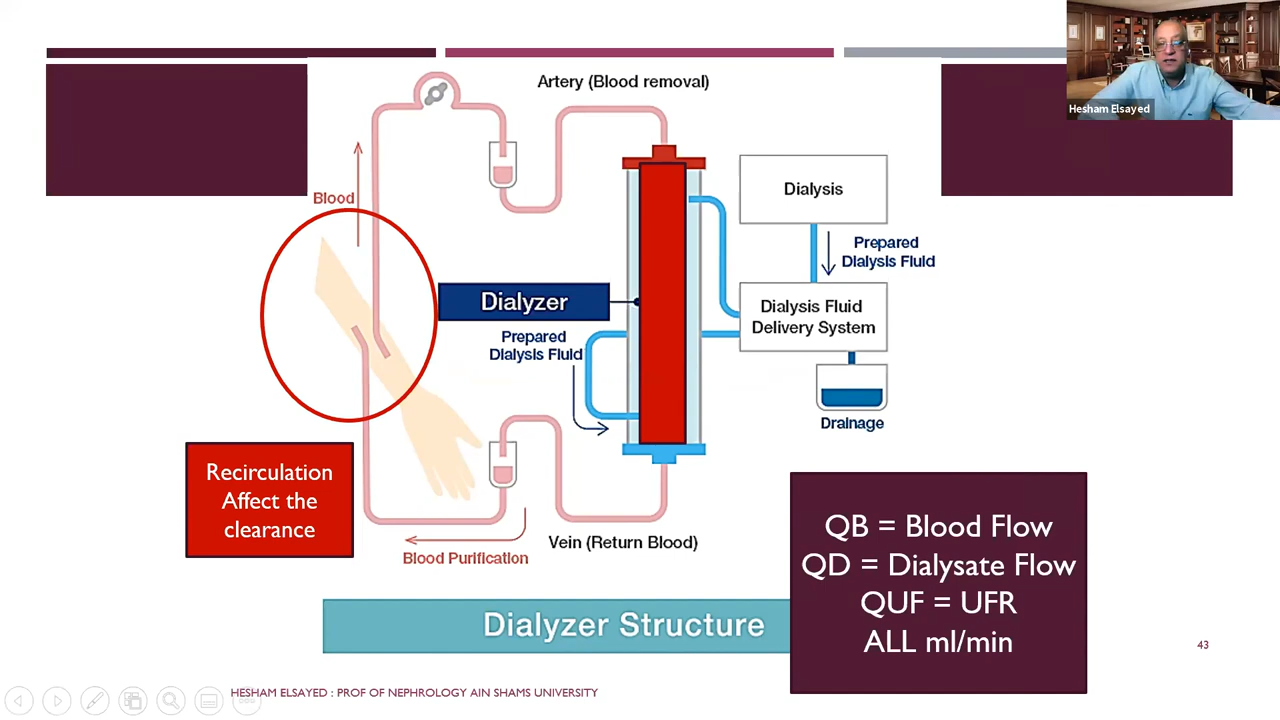 Hesham Elsayed
Artery (Blood removal)
Blood
Dialysis
Prepared
Dialysis Fluid
Dialyzer
Dialysis Fluid
Delivery System
Prepared
Dialysis Fluid
Drainage
Recirculation
Affect the
clearance
Vein (Return Blood)
Blood Purification
QB = Blood Flow
QD = Dialysate Flow
QUF = UFR
ALL ml/min
Dialyzer Structure
43
HESHAM ELSAYED : PROF OF NEPHROLOGY AIN SHAMS UNIVERSITY